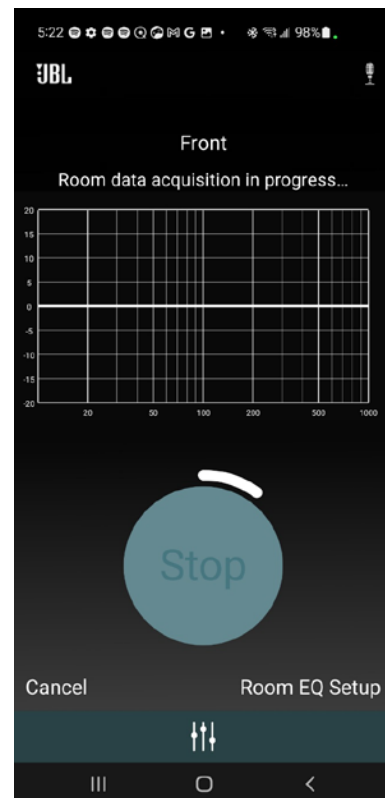 5:22 98%
JBL
Front
Room data acquisition in progress...
20
15
10
5
0
-5
-10
-15
-20
20 50 100 200 500 1000
Stop
Cancel Room EQ Setup